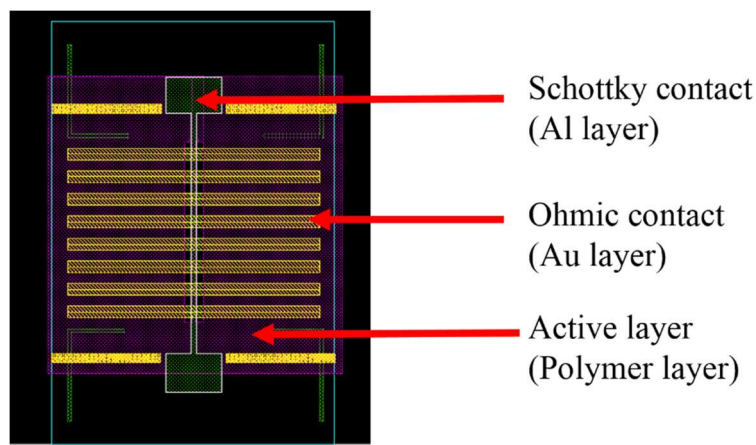 Schottky contact
(Al layer)
Ohmic contact
(Au layer)
Active layer
(Polymer layer)